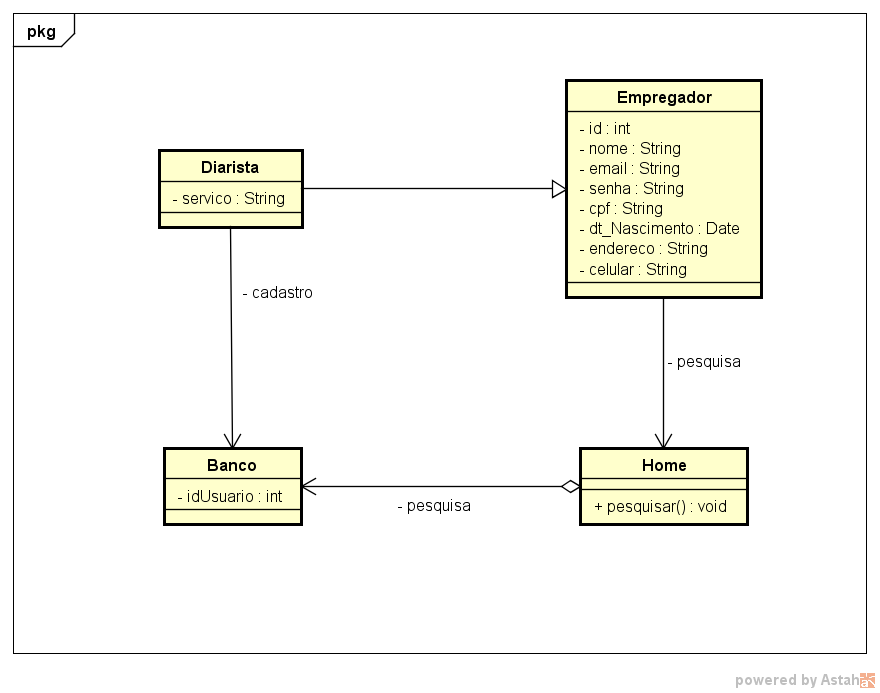 pkg
Empregador
- id : int
- nome : String
- email : String
- senha : String
- cpf : String
- dt_Nascimento : Date
- endereco : String
- celular : String
Diarista
- servico : String
- cadastro
- pesquisa
Banco
- idUsuario : int
Home
+ pesquisar() : void
- pesquisa
powered by Astah